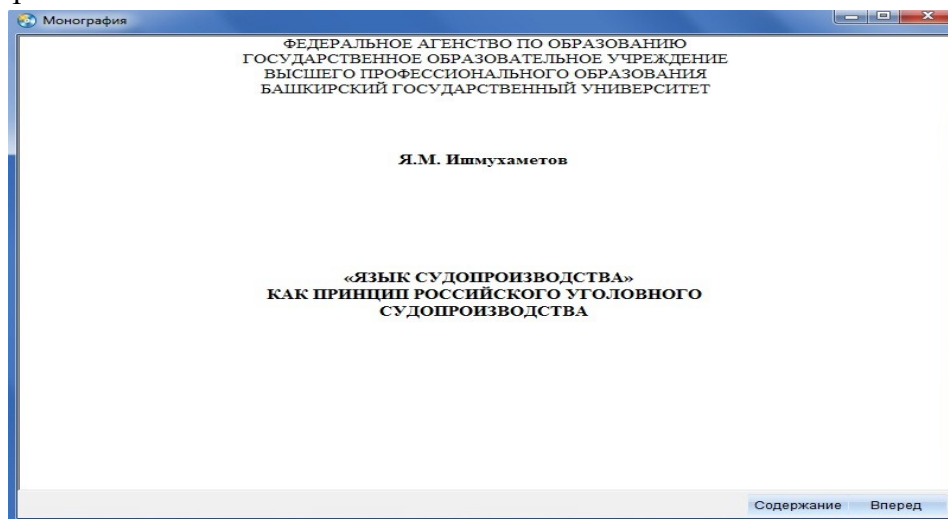 Монография
ФЕДЕРАЛЬНОЕ АГЕНСТВО ПО ОБРАЗОВАНИЮ
ГОСУДАРСТВЕННОЕ ОБРАЗОВАТЕЛЬНОЕ УЧРЕЖДЕНИЕ
ВЫСШЕГО ПРОФЕССИОНАЛЬНОГО ОБРАЗОВАНИЯ
БАШКИРСКИЙ ГОСУДАРСТВЕННЫЙ УНИВЕРСИТЕТ
Я.М. Ишмухаметов
«ЯЗЫК СУДОПРОИЗВОДСТВА»
КАК ПРИНЦИП РОССИЙСКОГО УГОЛОВНОГО
СУДОПРОИЗВОДСТВА
Содержание Вперед